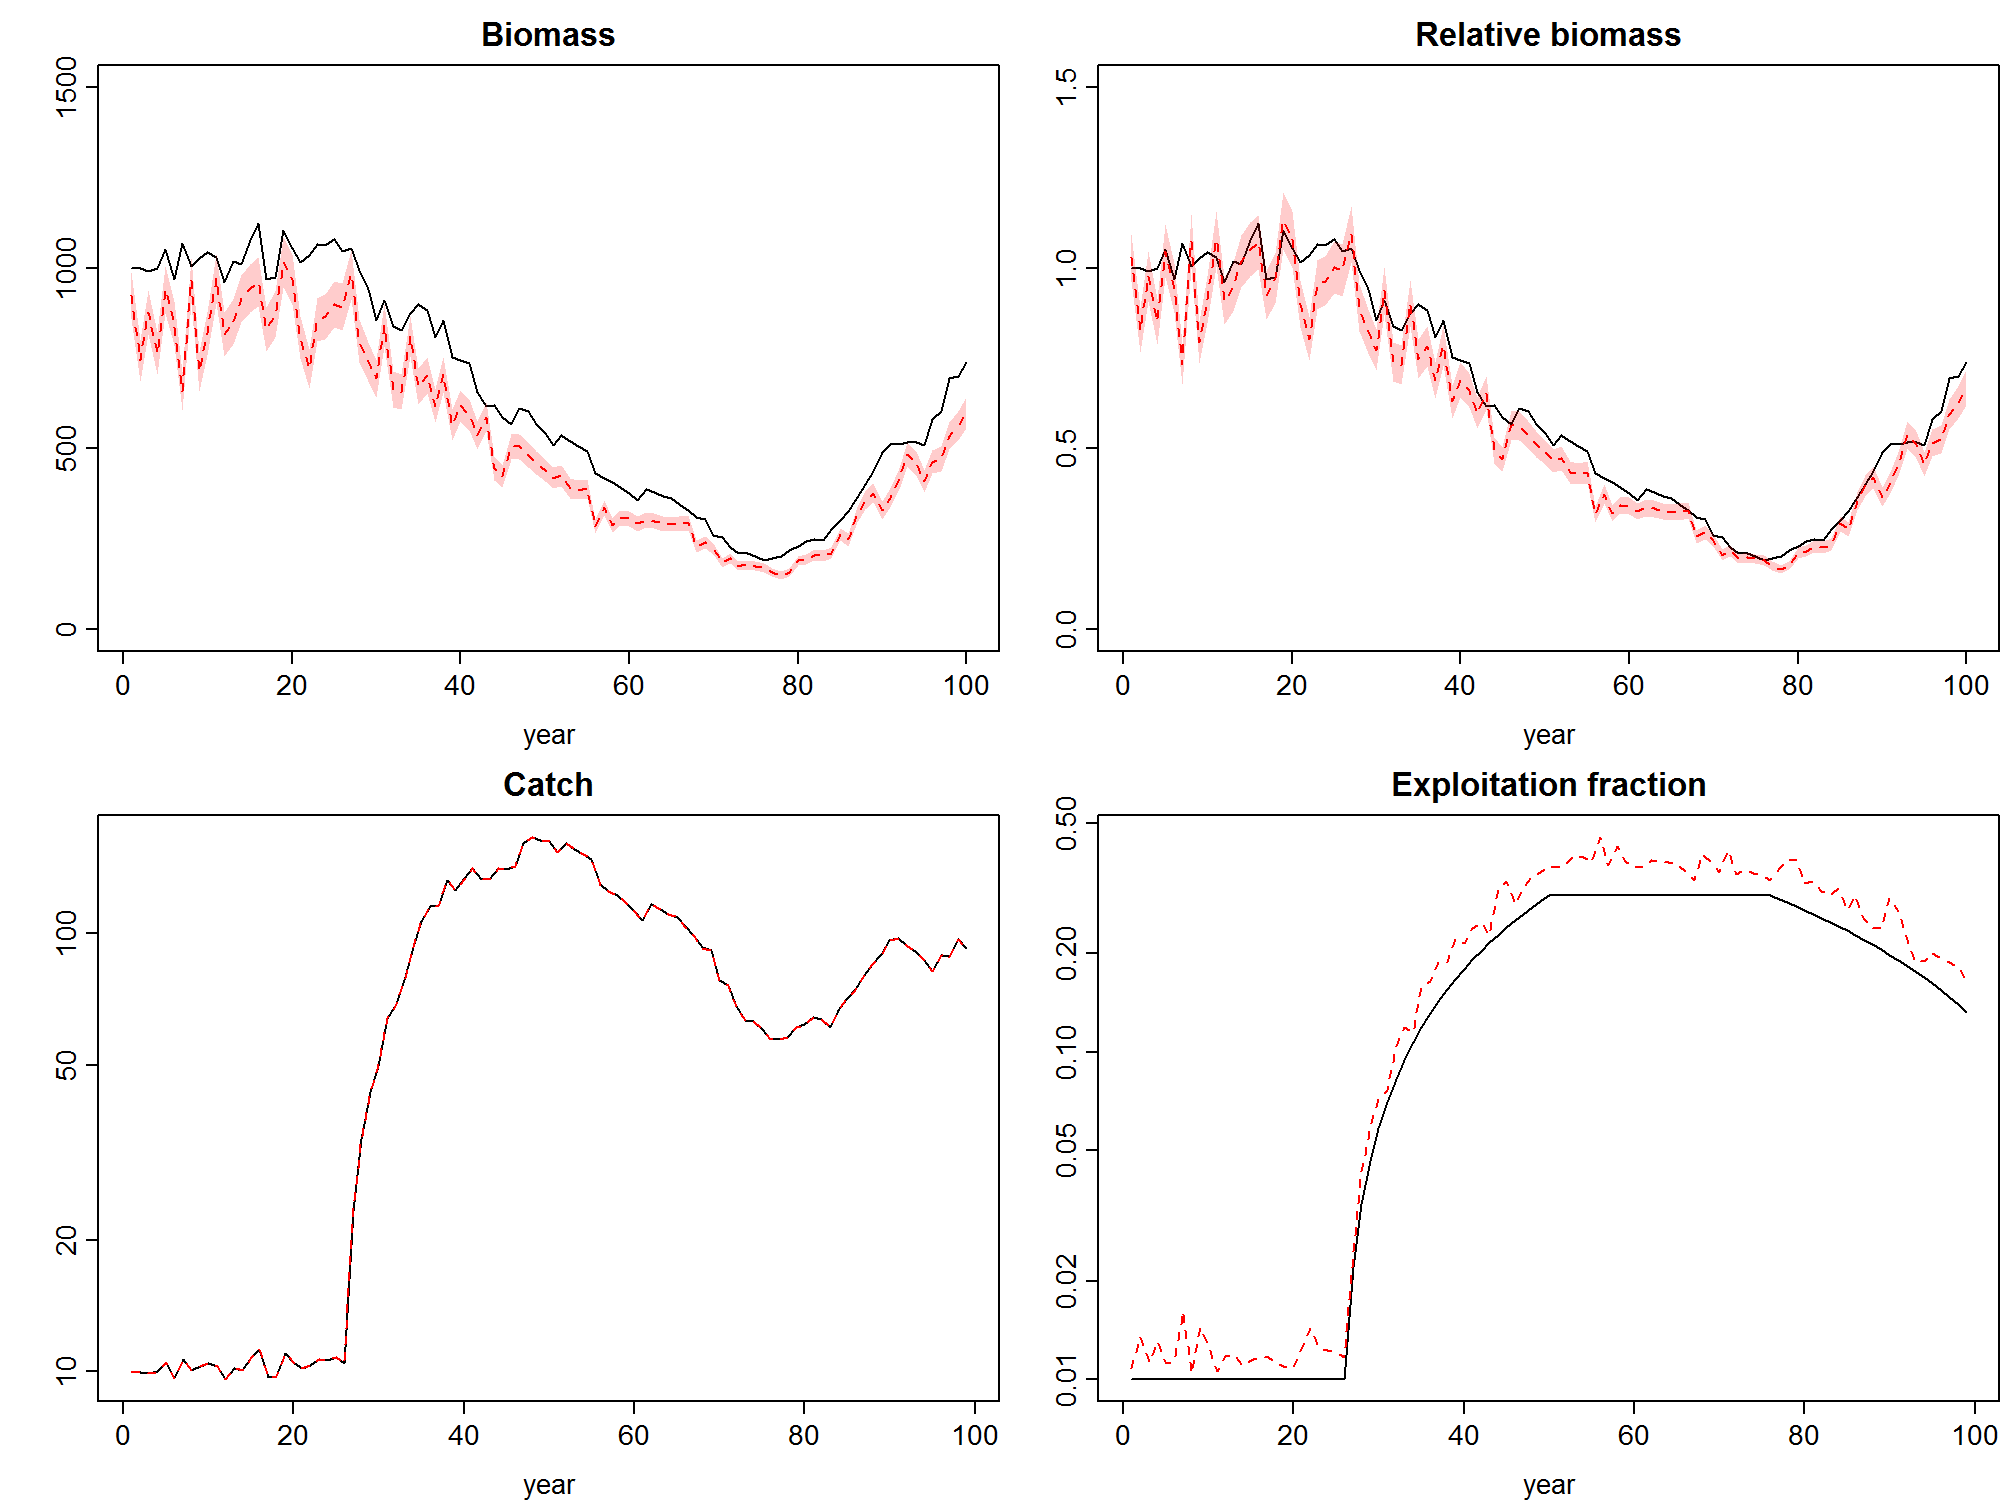 Biomass
1500
1000
500
0
0 20 40 60 80 100
year
Relative biomass
1.5
1.0
0.5
0.0
0 20 40 60 80 100
year
Catch
100
50
20
10
0 20 40 60 80 100
year
Exploitation fraction
0.50
0.20
0.10
0.05
0.02
0.01
0 20 40 60 80 100
year